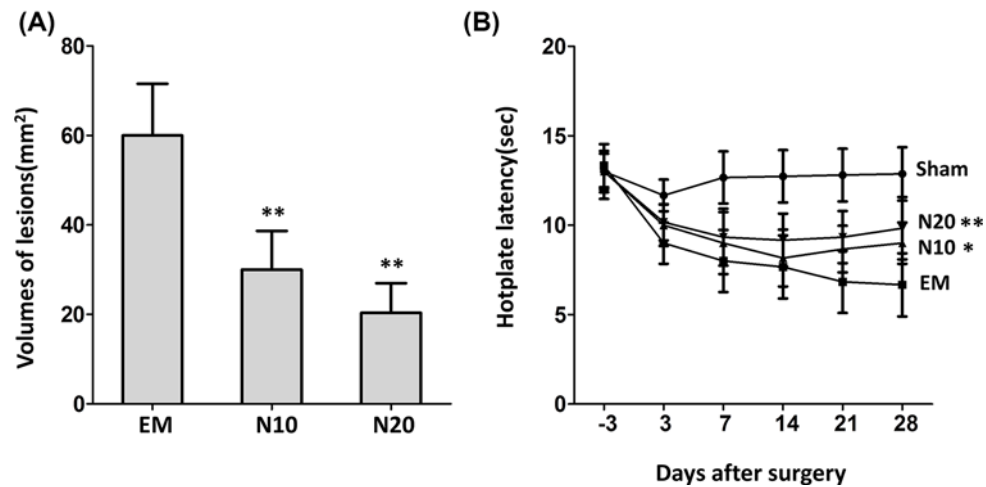 (A)
Volumes of lesions(mm²)
80
60
40
20
0
**
**
EM N10 N20
(B)
Hotplate latency(sec)
20
15
10
5
0
Sham
N20 **
N10 *
EM
-3 3 7 14 21 28
Days after surgery